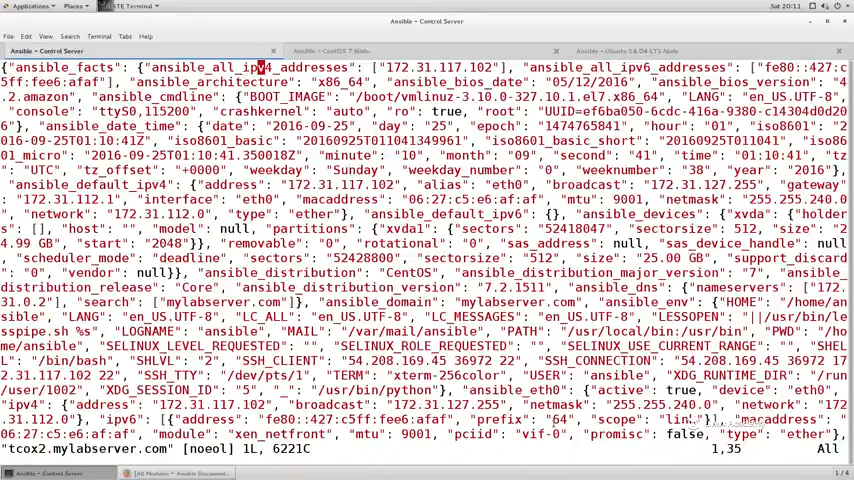 Applications Places MATE Terminal Sat 20:11
Ansible - Control Server
File Edit View Search Terminal Tabs Help
Ansible - Control Server Ansible - CentOS 7 Node Ansible - Ubuntu 14.04 LTS Node
{"ansible_facts": {"ansible_all_ipv4_addresses": ["172.31.117.102"], "ansible_all_ipv6_addresses": ["fe80::427:c
5ff:fee6:afaf"], "ansible_architecture": "x86_64", "ansible_bios_date": "05/12/2016", "ansible_bios_version": "4
.2.amazon", "ansible_cmdline": {"BOOT_IMAGE": "/boot/vmlinuz-3.10.0-327.10.1.el7.x86_64", "LANG": "en_US.UTF-8",
"console": "ttyS0,115200", "crashkernel": "auto", "ro": true, "root": "UUID=ef6ba050-6cdc-416a-9380-c14304d0d20
6"}, "ansible_date_time": {"date": "2016-09-25", "day": "25", "epoch": "1474765841", "hour": "01", "iso8601": "2
016-09-25T01:10:41Z", "iso8601_basic": "20160925T011041349961", "iso8601_basic_short": "20160925T011041", "iso86
01_micro": "2016-09-25T01:10:41.350018Z", "minute": "10", "month": "09", "second": "41", "time": "01:10:41", "tz
": "UTC", "tz_offset": "+0000", "weekday": "Sunday", "weekday_number": "0", "weeknumber": "38", "year": "2016"},
"ansible_default_ipv4": {"address": "172.31.117.102", "alias": "eth0", "broadcast": "172.31.127.255", "gateway"
: "172.31.112.1", "interface": "eth0", "macaddress": "06:27:c5:e6:af:af", "mtu": 9001, "netmask": "255.255.240.0
", "network": "172.31.112.0", "type": "ether"}, "ansible_default_ipv6": {}, "ansible_devices": {"xvda": {"holder
s": [], "host": "", "model": null, "partitions": {"xvda1": {"sectors": "52418047", "sectorsize": 512, "size": "2
4.99 GB", "start": "2048"}}, "removable": "0", "rotational": "0", "sas_address": null, "sas_device_handle": null
, "scheduler_mode": "deadline", "sectors": "52428800", "sectorsize": "512", "size": "25.00 GB", "support_discard
": "0", "vendor": null}}, "ansible_distribution": "CentOS", "ansible_distribution_major_version": "7", "ansible_
distribution_release": "Core", "ansible_distribution_version": "7.2.1511", "ansible_dns": {"nameservers": ["172.
31.0.2"], "search": ["mylabserver.com"]}, "ansible_domain": "mylabserver.com", "ansible_env": {"HOME": "/home/an
sible", "LANG": "en_US.UTF-8", "LC_ALL": "en_US.UTF-8", "LC_MESSAGES": "en_US.UTF-8", "LESSOPEN": "||/usr/bin/
lesspipe.sh %s", "LOGNAME": "ansible", "MAIL": "/var/mail/ansible", "PATH": "/usr/local/bin:/usr/bin", "PWD": "/ho
me/ansible", "SELINUX_LEVEL_REQUESTED": "", "SELINUX_ROLE_REQUESTED": "", "SELINUX_USE_CURRENT_RANGE": "", "SHEL
L": "/bin/bash", "SHLVL": "2", "SSH_CLIENT": "54.208.169.45 36972 22", "SSH_CONNECTION": "54.208.169.45 36972 17
2.31.117.102 22", "SSH_TTY": "/dev/pts/1", "TERM": "xterm-256color", "USER": "ansible", "XDG_RUNTIME_DIR": "/run
/user/1002", "XDG_SESSION_ID": "5", "_": "/usr/bin/python"}, "ansible_eth0": {"active": true, "device": "eth0",
"ipv4": {"address": "172.31.117.102", "broadcast": "172.31.127.255", "netmask": "255.255.240.0", "network": "172
.31.112.0"}, "ipv6": [{"address": "fe80::427:c5ff:fee6:afaf", "prefix": "64", "scope": "link"}], "macaddress": "
06:27:c5:e6:af:af", "module": "xen_netfront", "mtu": 9001, "pciid": "vif-0", "promisc": false, "type": "ether"},
"tcox2.mylabserver.com" [noeol] 1L, 6221C 1,35 All
Ansible - Control Server [All Modules — Ansible Document... 1 / 4